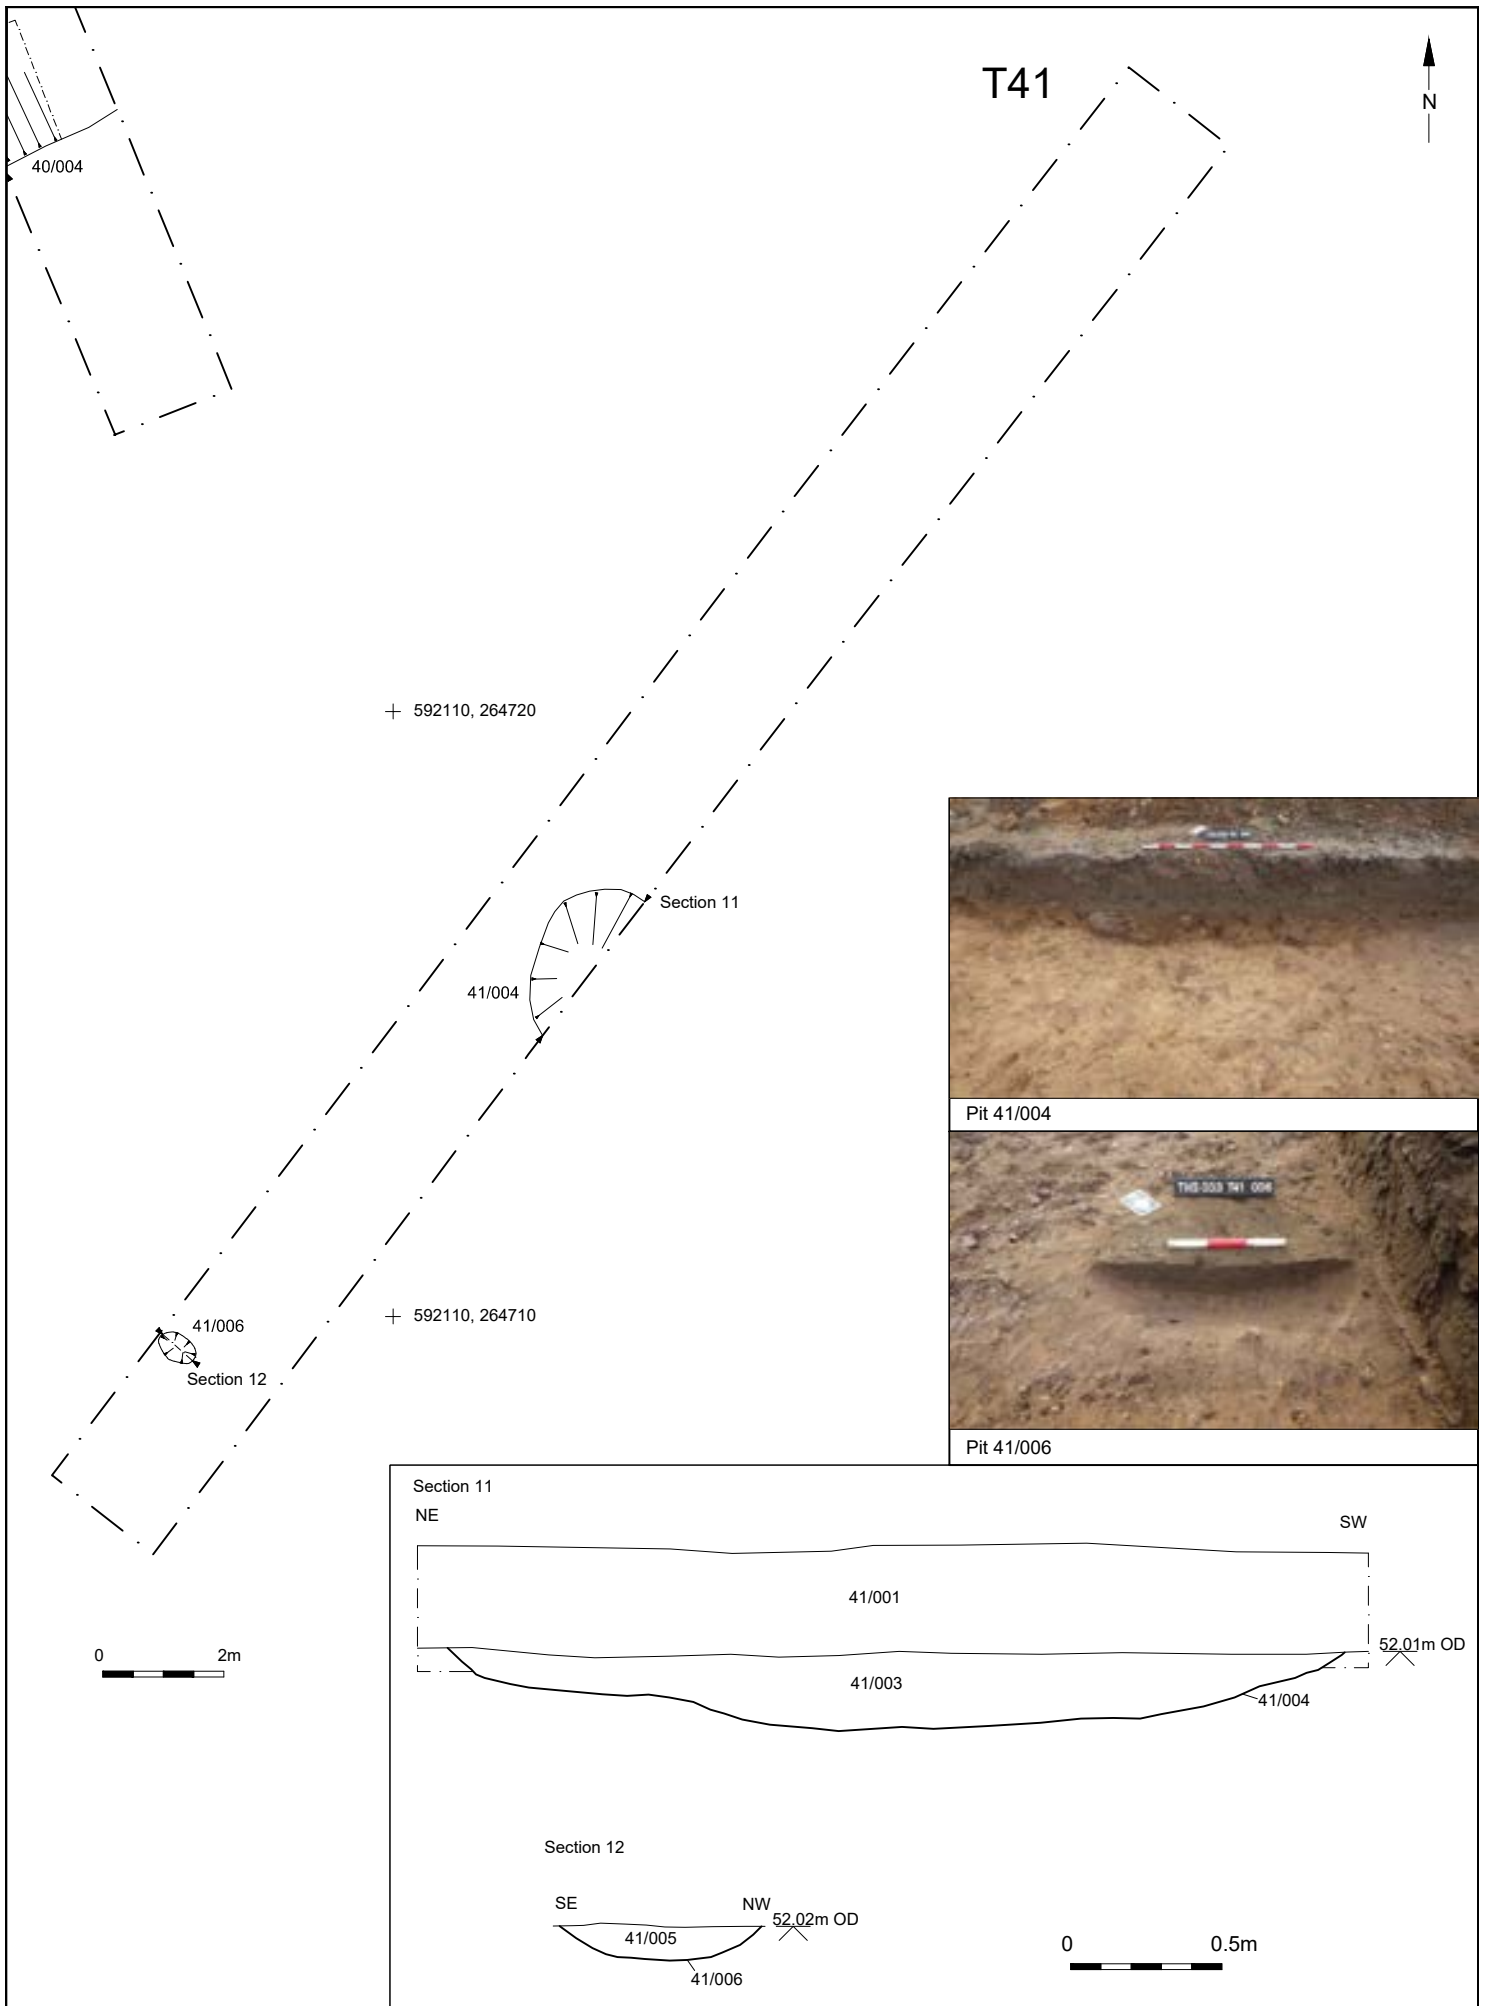 T41
N
40/004
592110, 264720
Section 11
41/004
592110, 264710
41/006
Section 12
0 2m
Pit 41/004
T41 006
Pit 41/006
Section 11
NE
SW
41/001
52.01m OD
41/003
41/004
Section 12
SE
NW
52.02m OD
41/005
41/006
0 0.5m